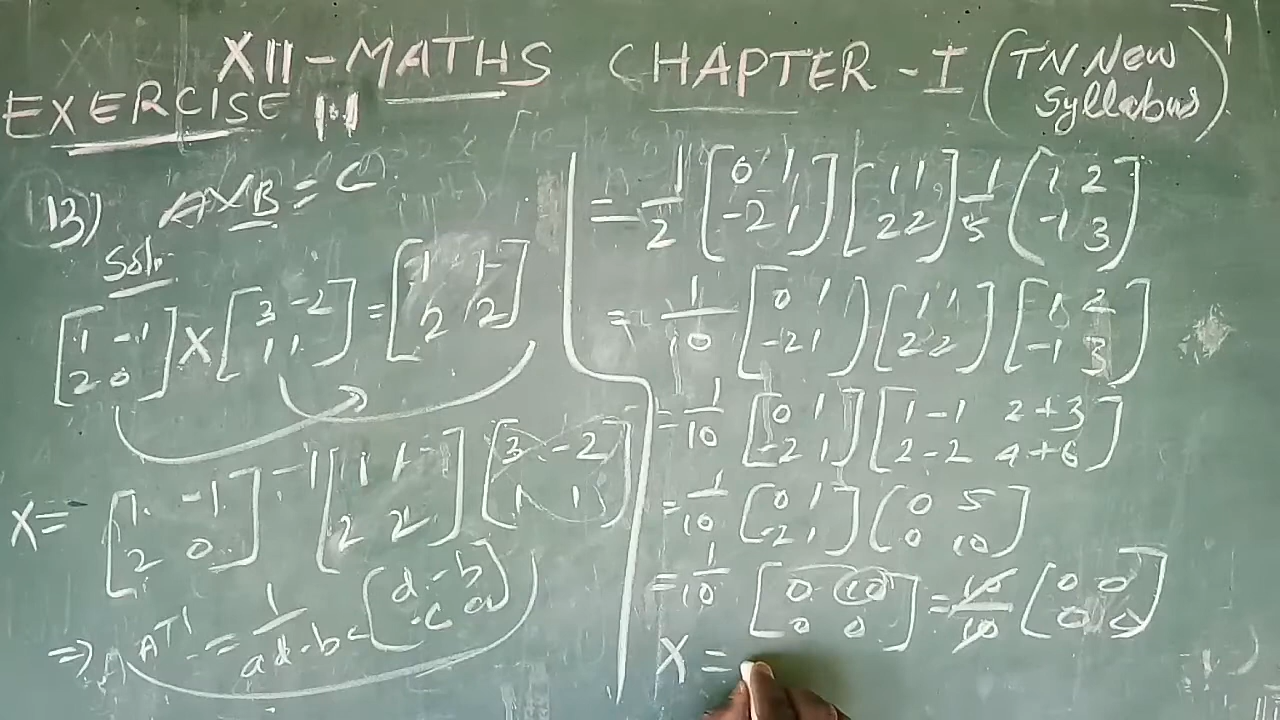 XII-MATHS CHAPTER - I (TN New Syllabus)
EXERCISE 1.1
13) AXB = C
Soln
[1 -1; 2 0] X [3 -2; 1 1] = [1 1; 2 2]
X = [1 -1; 2 0]^-1 [1 1; 2 2] [3 -2; 1 1]
⇒ A^-1 = 1/ad-bc [d -b; -c a]
= 1/2 [0 1; -2 1] [1 1; 2 2] 1/5 [1 2; -1 3]
= 1/10 [0 1; -2 1] [1 1; 2 2] [1 2; -1 3]
= 1/10 [0 1; -2 1] [1-1 2+3; 2-2 4+6]
= 1/10 [0 1; -2 1] [0 5; 0 10]
= 1/10 [0 10; 0 0] = 10/10 [0 0; 0 0]
X =